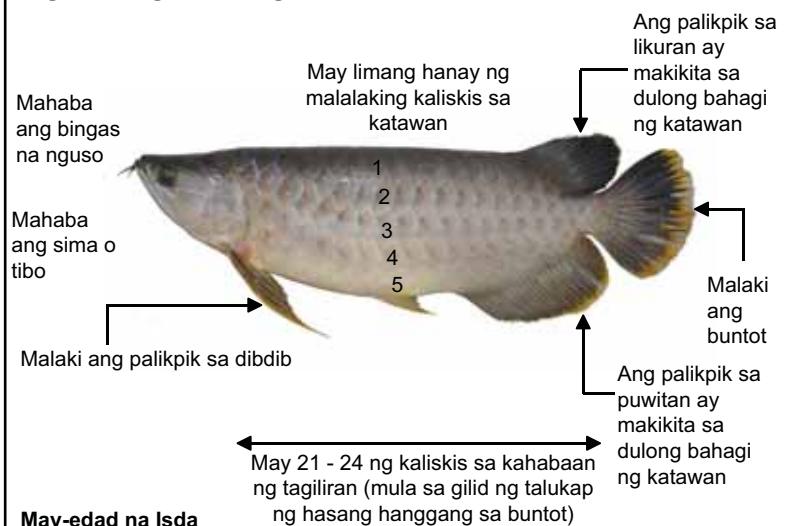 Ang palikpik sa
likuran ay
makikita sa
dulong bahagi
ng katawan
May limang hanay ng
malalaking kaliskis sa
katawan
Mahaba
ang bingas
na nguso
Mahaba
ang sima o
tibo
1
2
3
4
5
Malaki
ang
buntot
Malaki ang palikpik sa dibdib
Ang palikpik sa
puwitan ay
makikita sa
dulong bahagi
ng katawan
May 21 - 24 ng kaliskis sa kahabaan
ng tagiliran (mula sa gilid ng talukap
ng hasang hanggang sa buntot)
May-edad na Isda